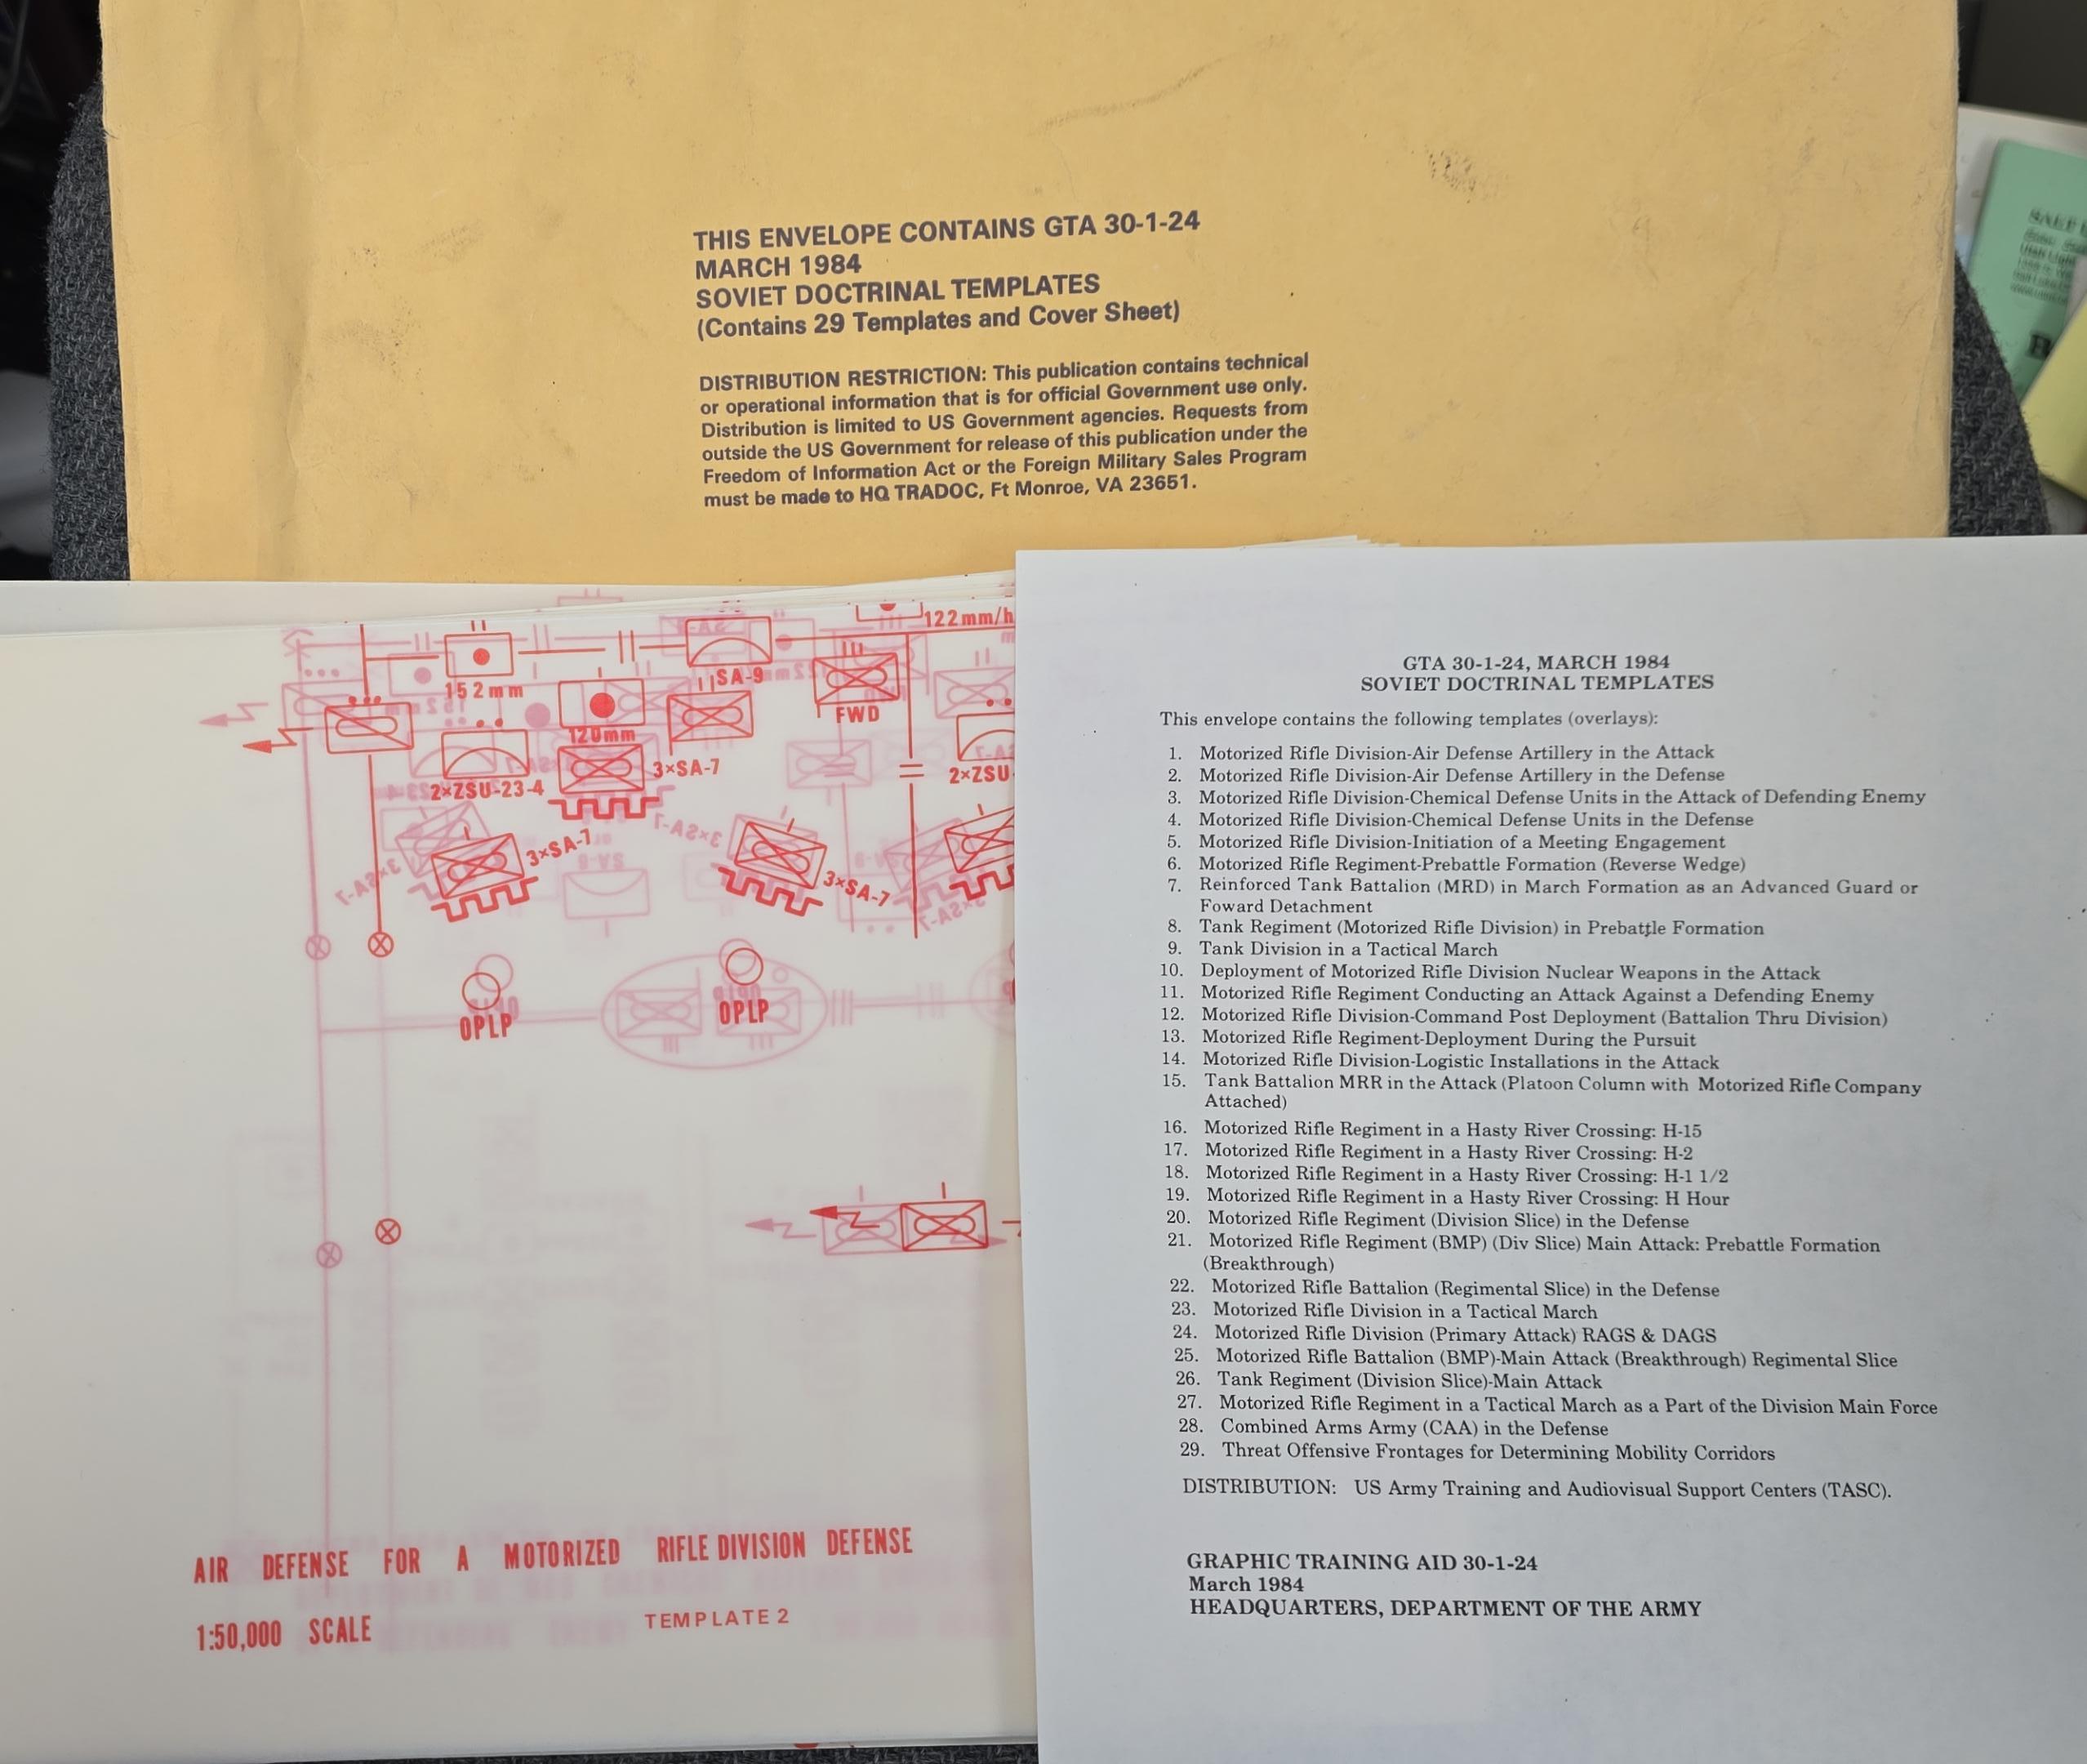 THIS ENVELOPE CONTAINS GTA 30-1-24
MARCH 1984
SOVIET DOCTRINAL TEMPLATES
(Contains 29 Templates and Cover Sheet)
DISTRIBUTION RESTRICTION: This publication contains technical
or operational information that is for official Government use only.
Distribution is limited to US Government agencies. Requests from
outside the US Government for release of this publication under the
Freedom of Information Act or the Foreign Military Sales Program
must be made to HQ TRADOC, Ft Monroe, VA 23651.
122mm/h
152mm
SA-9
FWD
120mm
3×SA-7
2×ZSU-23-4
2×ZSU
3×SA-7
3×SA-7
OPLP
OPLP
AIR DEFENSE FOR A MOTORIZED RIFLE DIVISION DEFENSE
1:50,000 SCALE
TEMPLATE 2
GTA 30-1-24, MARCH 1984
SOVIET DOCTRINAL TEMPLATES
This envelope contains the following templates (overlays):
1. Motorized Rifle Division-Air Defense Artillery in the Attack
2. Motorized Rifle Division-Air Defense Artillery in the Defense
3. Motorized Rifle Division-Chemical Defense Units in the Attack of Defending Enemy
4. Motorized Rifle Division-Chemical Defense Units in the Defense
5. Motorized Rifle Division-Initiation of a Meeting Engagement
6. Motorized Rifle Regiment-Prebattle Formation (Reverse Wedge)
7. Reinforced Tank Battalion (MRD) in March Formation as an Advanced Guard or
Foward Detachment
8. Tank Regiment (Motorized Rifle Division) in Prebattle Formation
9. Tank Division in a Tactical March
10. Deployment of Motorized Rifle Division Nuclear Weapons in the Attack
11. Motorized Rifle Regiment Conducting an Attack Against a Defending Enemy
12. Motorized Rifle Division-Command Post Deployment (Battalion Thru Division)
13. Motorized Rifle Regiment-Deployment During the Pursuit
14. Motorized Rifle Division-Logistic Installations in the Attack
15. Tank Battalion MRR in the Attack (Platoon Column with Motorized Rifle Company
Attached)
16. Motorized Rifle Regiment in a Hasty River Crossing: H-15
17. Motorized Rifle Regiment in a Hasty River Crossing: H-2
18. Motorized Rifle Regiment in a Hasty River Crossing: H-1 1/2
19. Motorized Rifle Regiment in a Hasty River Crossing: H Hour
20. Motorized Rifle Regiment (Division Slice) in the Defense
21. Motorized Rifle Regiment (BMP) (Div Slice) Main Attack: Prebattle Formation
(Breakthrough)
22. Motorized Rifle Battalion (Regimental Slice) in the Defense
23. Motorized Rifle Division in a Tactical March
24. Motorized Rifle Division (Primary Attack) RAGS & DAGS
25. Motorized Rifle Battalion (BMP)-Main Attack (Breakthrough) Regimental Slice
26. Tank Regiment (Division Slice)-Main Attack
27. Motorized Rifle Regiment in a Tactical March as a Part of the Division Main Force
28. Combined Arms Army (CAA) in the Defense
29. Threat Offensive Frontages for Determining Mobility Corridors
DISTRIBUTION: US Army Training and Audiovisual Support Centers (TASC).
GRAPHIC TRAINING AID 30-1-24
March 1984
HEADQUARTERS, DEPARTMENT OF THE ARMY